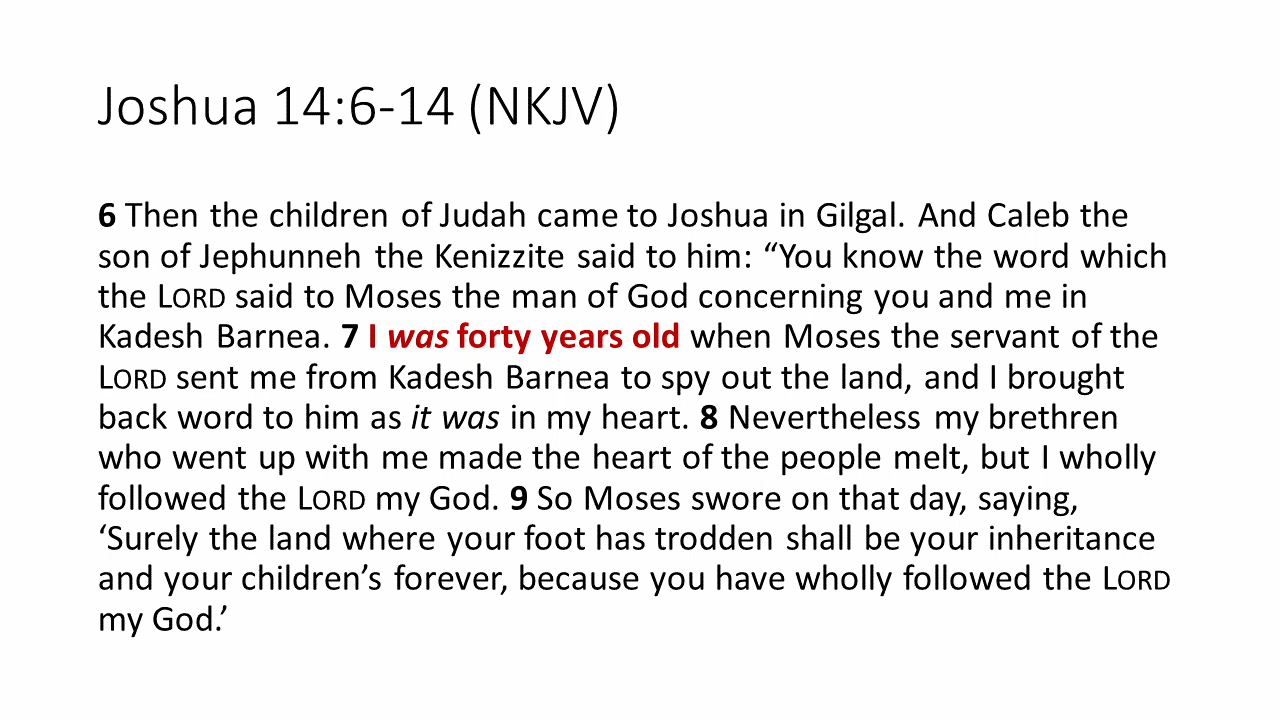 Joshua 14:6-14 (NKJV)
6 Then the children of Judah came to Joshua in Gilgal. And Caleb the
son of Jephunneh the Kenizzite said to him: “You know the word which
the LORD said to Moses the man of God concerning you and me in
Kadesh Barnea. 7 I was forty years old when Moses the servant of the
LORD sent me from Kadesh Barnea to spy out the land, and I brought
back word to him as it was in my heart. 8 Nevertheless my brethren
who went up with me made the heart of the people melt, but I wholly
followed the LORD my God. 9 So Moses swore on that day, saying,
‘Surely the land where your foot has trodden shall be your inheritance
and your children’s forever, because you have wholly followed the LORD
my God.’